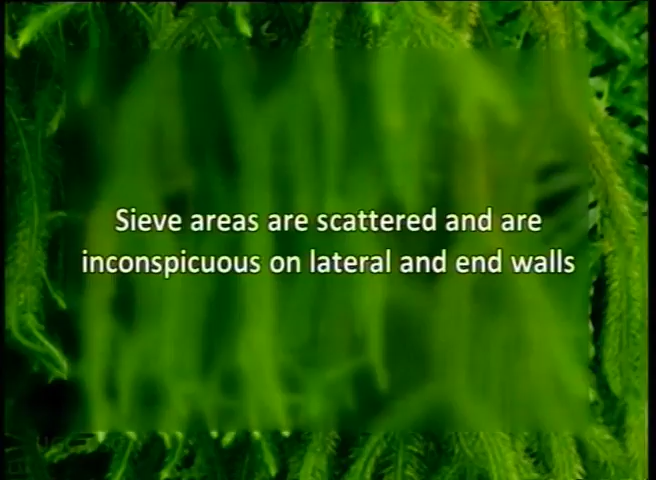 Sieve areas are scattered and are
inconspicuous on lateral and end walls